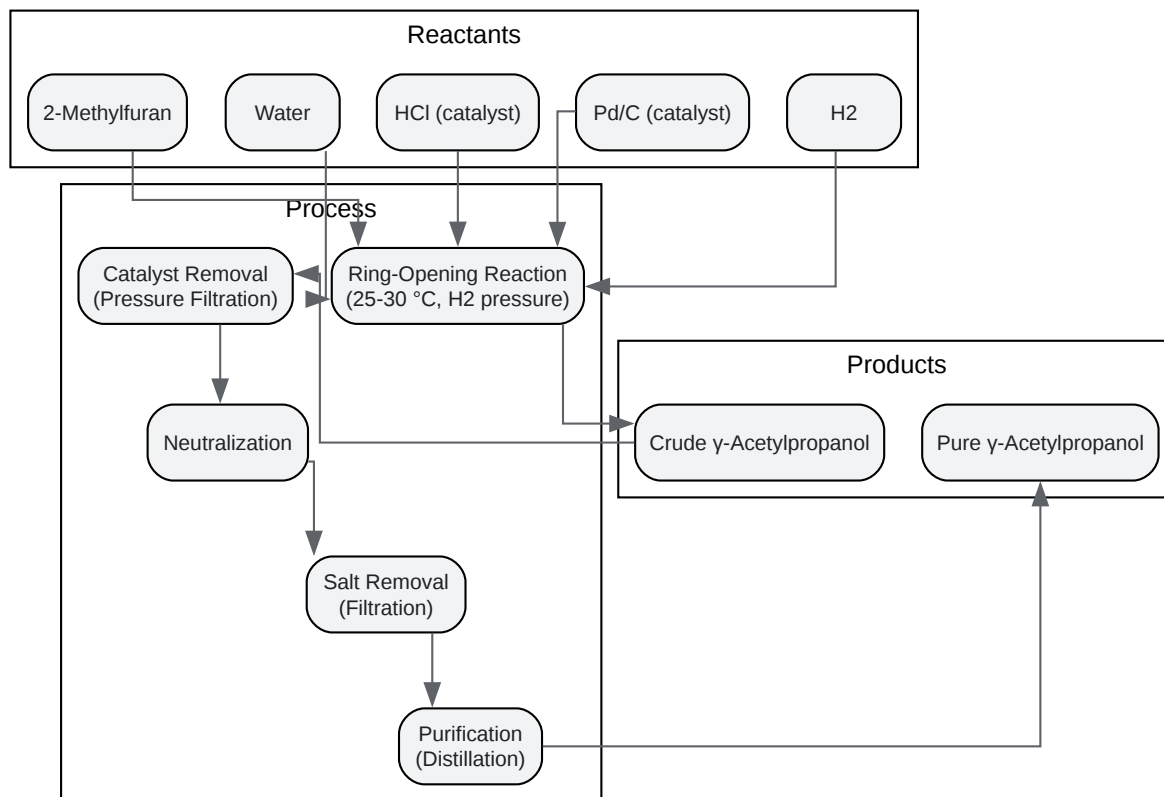 Reactants
2-Methylfuran
Water
HCl (catalyst)
Pd/C (catalyst)
H2
Process
Catalyst Removal
(Pressure Filtration)
Ring-Opening Reaction
(25-30 °C, H2 pressure)
Products
Crude γ-Acetylpropanol
Pure γ-Acetylpropanol
Neutralization
Salt Removal
(Filtration)
Purification
(Distillation)